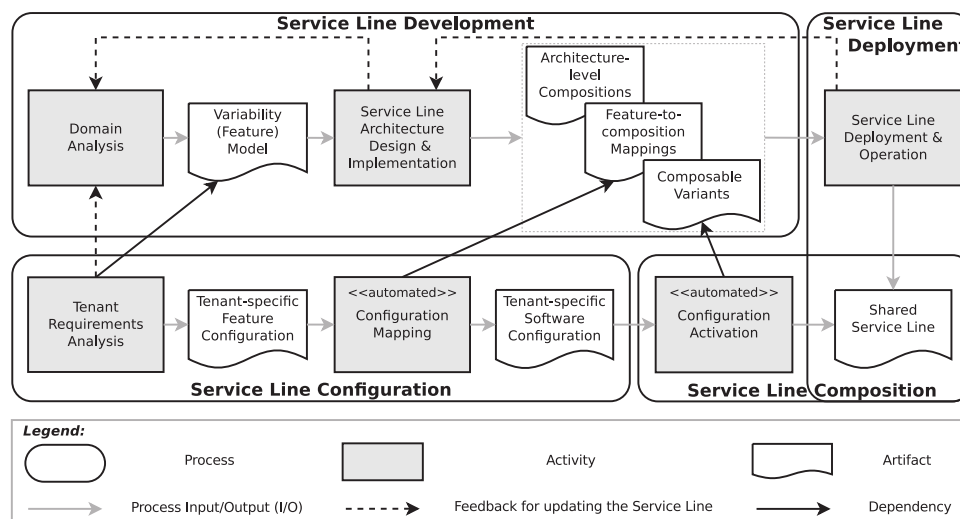 Service Line Development
Service Line
Deployment
Domain
Analysis
Variability
(Feature)
Model
Service Line
Architecture
Design &
Implementation
Architecture-
level
Compositions
Feature-to-
composition
Mappings
Composable
Variants
Service Line
Deployment &
Operation
Tenant
Requirements
Analysis
Tenant-specific
Feature
Configuration
<<automated>>
Configuration
Mapping
Tenant-specific
Software
Configuration
<<automated>>
Configuration
Activation
Shared
Service Line
Service Line Configuration
Service Line Composition
Legend:
Process
Activity
Artifact
Process Input/Output (I/O)
Feedback for updating the Service Line
Dependency